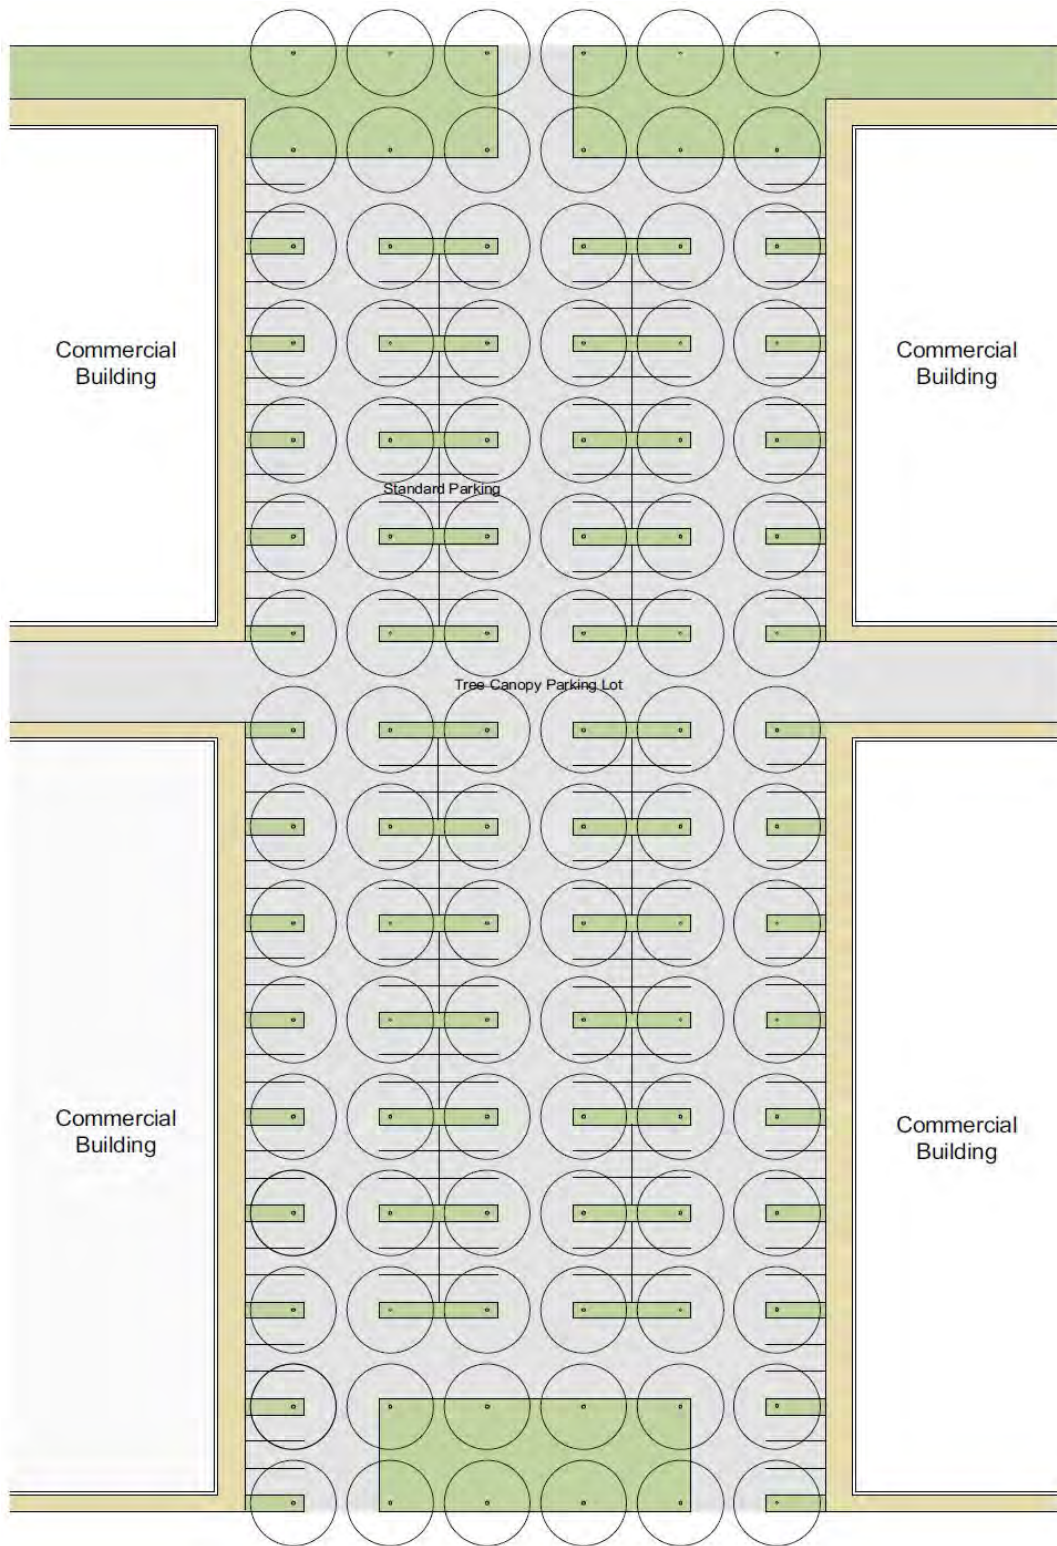 Commercial
Building
Commercial
Building
Standard Parking
Tree Canopy Parking Lot
Commercial
Building
Commercial
Building